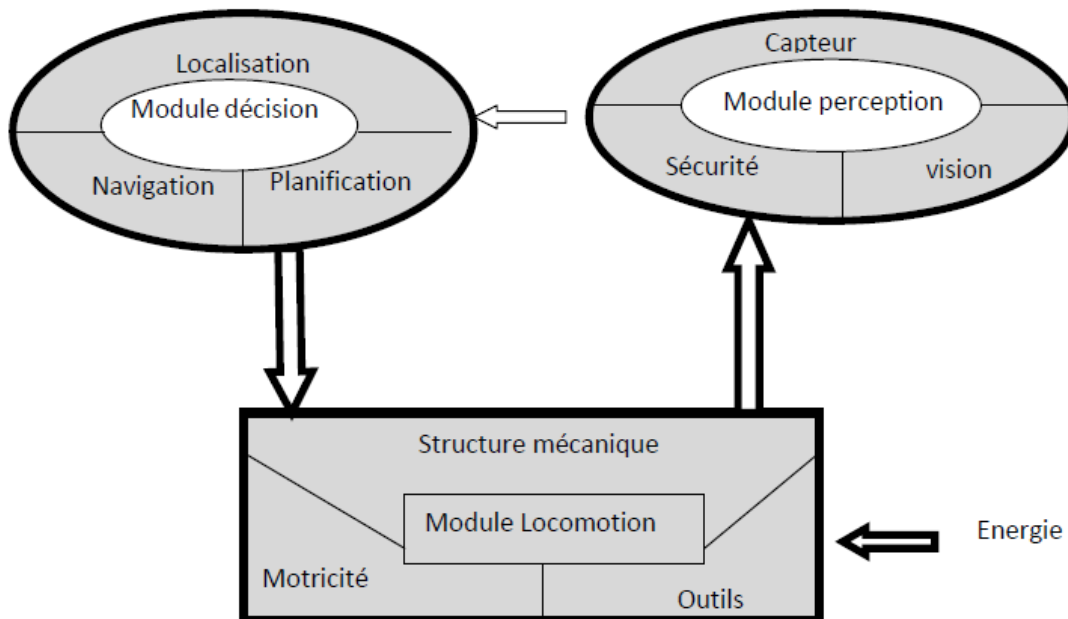 Localisation
Module décision
Navigation
Planification
Capteur
Module perception
Sécurité
vision
Structure mécanique
Module Locomotion
Motricité
Outils
Energie